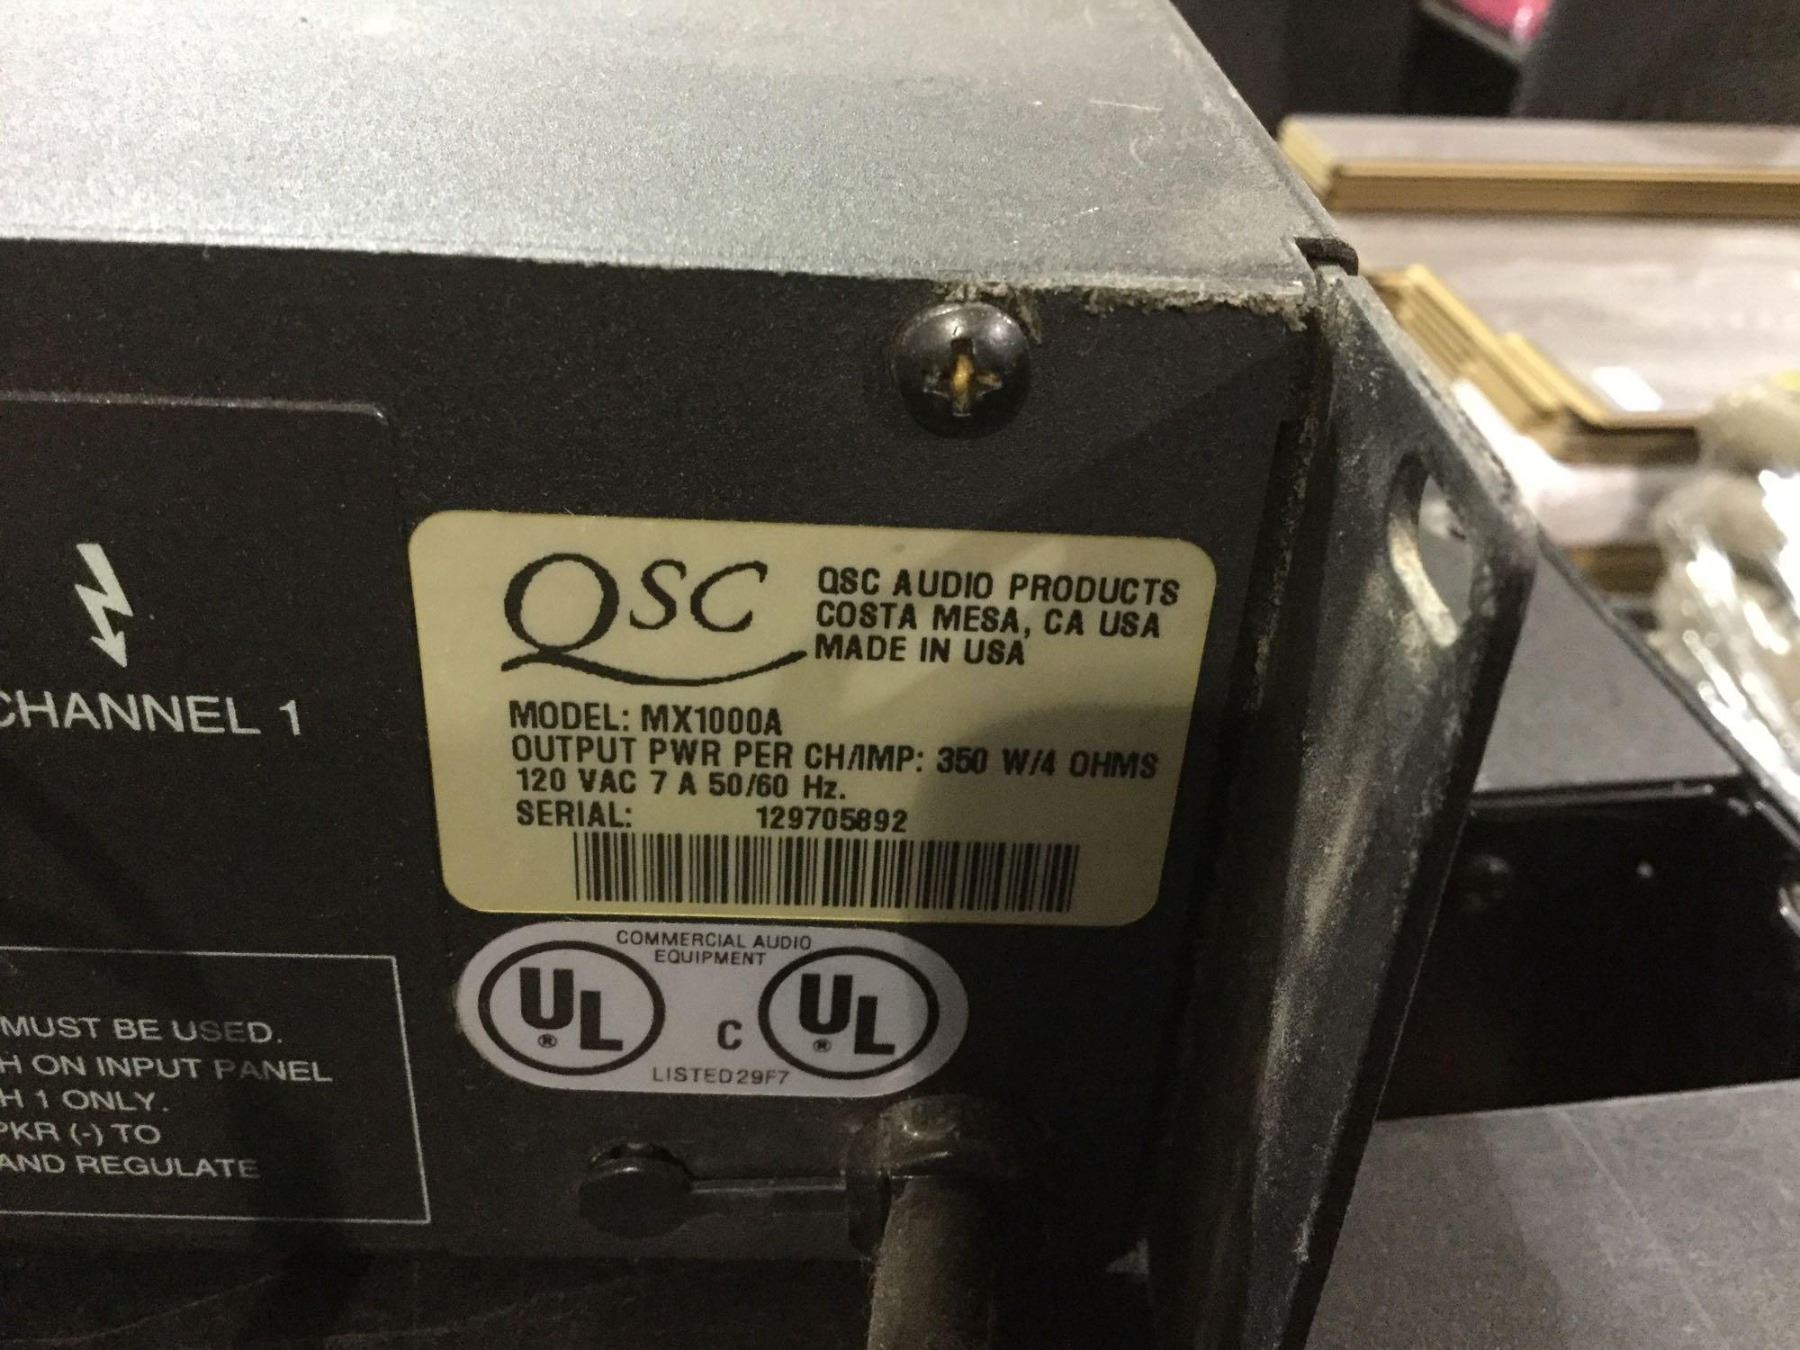 QSC
QSC AUDIO PRODUCTS
COSTA MESA, CA USA
MADE IN USA
MODEL: MX1000A
OUTPUT PWR PER CH/IMP: 350 W/4 OHMS
120 VAC 7 A 50/60 Hz.
SERIAL: 129705892
COMMERCIAL AUDIO
EQUIPMENT
UL ® C UL ®
LISTED 29F7
CHANNEL 1
MUST BE USED.
H ON INPUT PANEL
H 1 ONLY.
PKR (-) TO
AND REGULATE